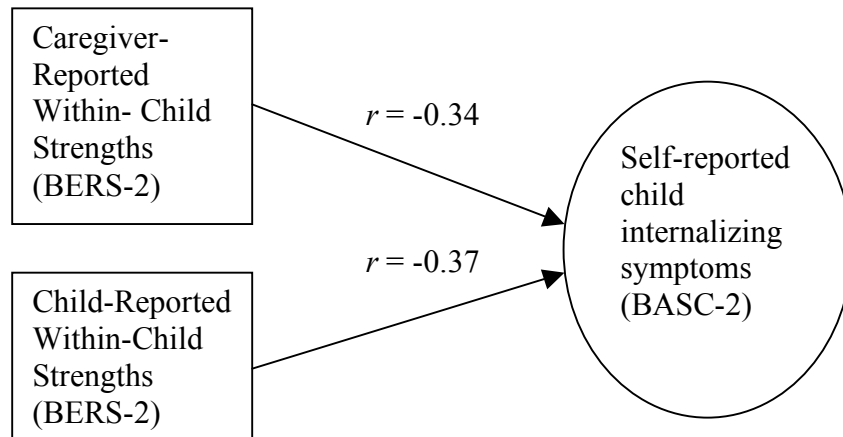 Caregiver-
Reported
Within- Child
Strengths
(BERS-2)
r = -0.34
Self-reported
child
internalizing
symptoms
(BASC-2)
r = -0.37
Child-Reported
Within-Child
Strengths
(BERS-2)